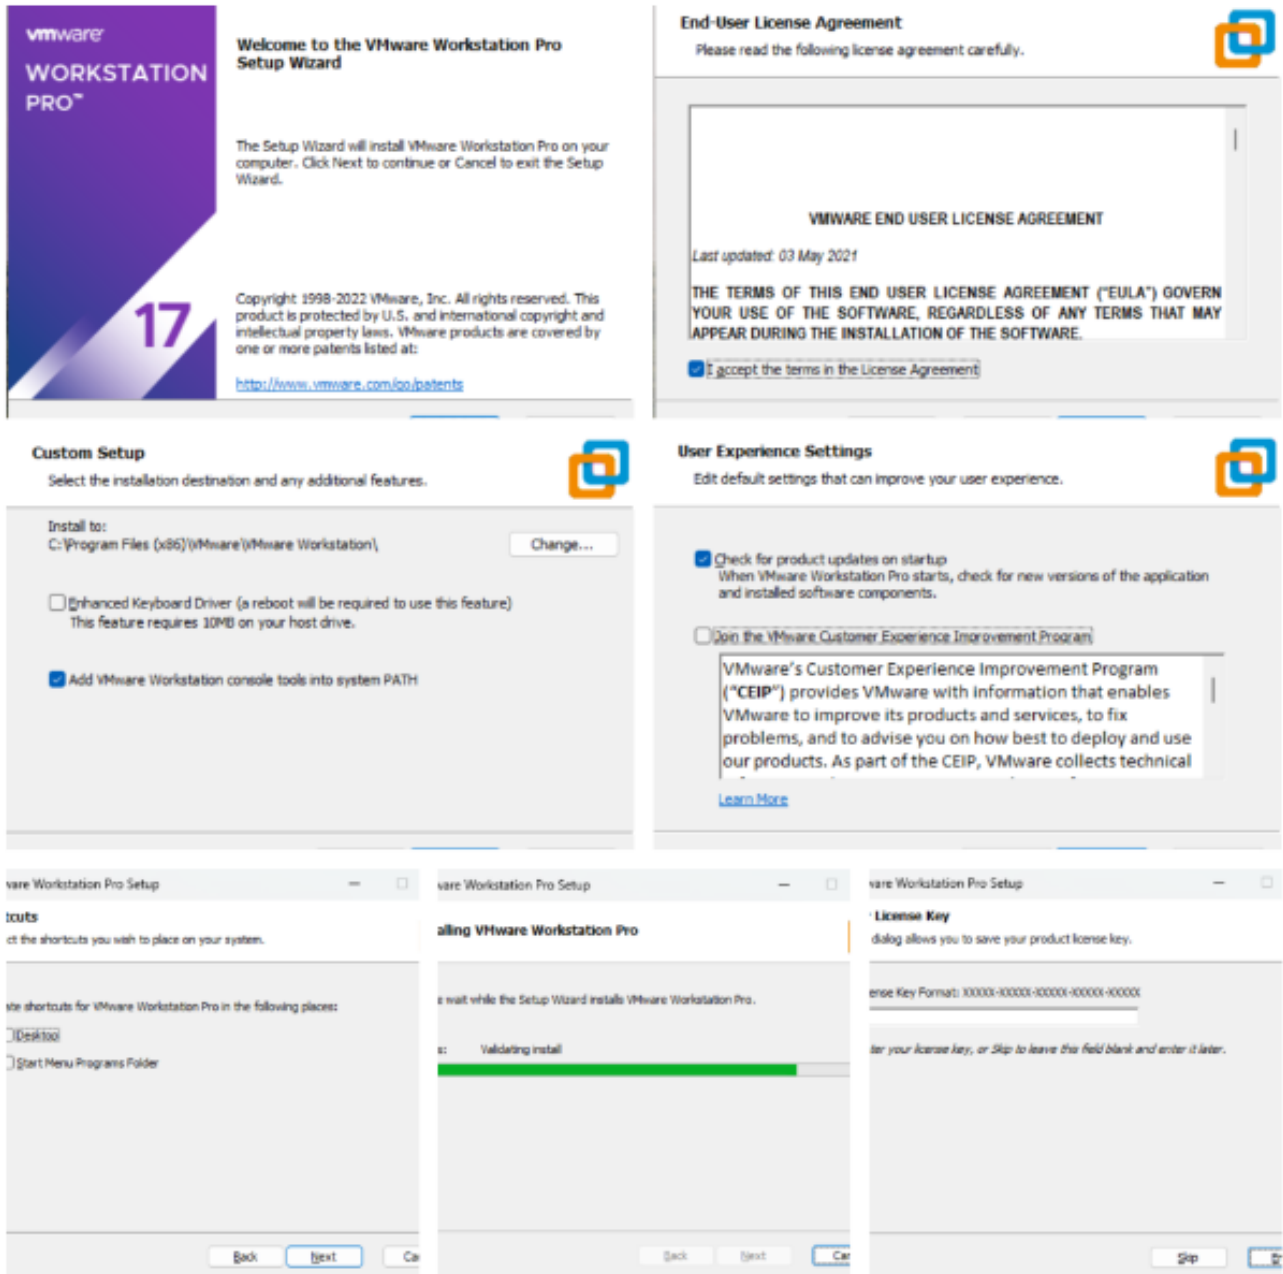 vmware
WORKSTATION
PRO™
17
Welcome to the VMware Workstation Pro
Setup Wizard
The Setup Wizard will install VMware Workstation Pro on your
computer. Click Next to continue or Cancel to exit the Setup
Wizard.
Copyright 1998-2022 VMware, Inc. All rights reserved. This
product is protected by U.S. and international copyright and
intellectual property laws. VMware products are covered by
one or more patents listed at:
http://www.vmware.com/go/patents
End-User License Agreement
Please read the following license agreement carefully.
VMWARE END USER LICENSE AGREEMENT
Last updated: 03 May 2021
THE TERMS OF THIS END USER LICENSE AGREEMENT (“EULA”) GOVERN
YOUR USE OF THE SOFTWARE, REGARDLESS OF ANY TERMS THAT MAY
APPEAR DURING THE INSTALLATION OF THE SOFTWARE.
I accept the terms in the License Agreement
Custom Setup
Select the installation destination and any additional features.
Install to:
C:\Program Files (x86)\VMware\VMware Workstation\
Change...
Enhanced Keyboard Driver (a reboot will be required to use this feature)
This feature requires 10MB on your host drive.
Add VMware Workstation console tools into system PATH
User Experience Settings
Edit default settings that can improve your user experience.
Check for product updates on startup
When VMware Workstation Pro starts, check for new versions of the application
and installed software components.
Join the VMware Customer Experience Improvement Program
VMware's Customer Experience Improvement Program
(“CEIP”) provides VMware with information that enables
VMware to improve its products and services, to fix
problems, and to advise you on how best to deploy and use
our products. As part of the CEIP, VMware collects technical
Learn More
ware Workstation Pro Setup
tcuts
ct the shortcuts you wish to place on your system.
ate shortcuts for VMware Workstation Pro in the following places:
Desktop
Start Menu Programs Folder
Back
Next
Ca
ware Workstation Pro Setup
alling VMware Workstation Pro
e wait while the Setup Wizard installs VMware Workstation Pro.
s: Validating install
Back
Next
Car
ware Workstation Pro Setup
License Key
dialog allows you to save your product license key.
ense Key Format: XXXXX-XXXXX-XXXXX-XXXXX-XXXXX
ter your license key, or Skip to leave this field blank and enter it later.
Skip